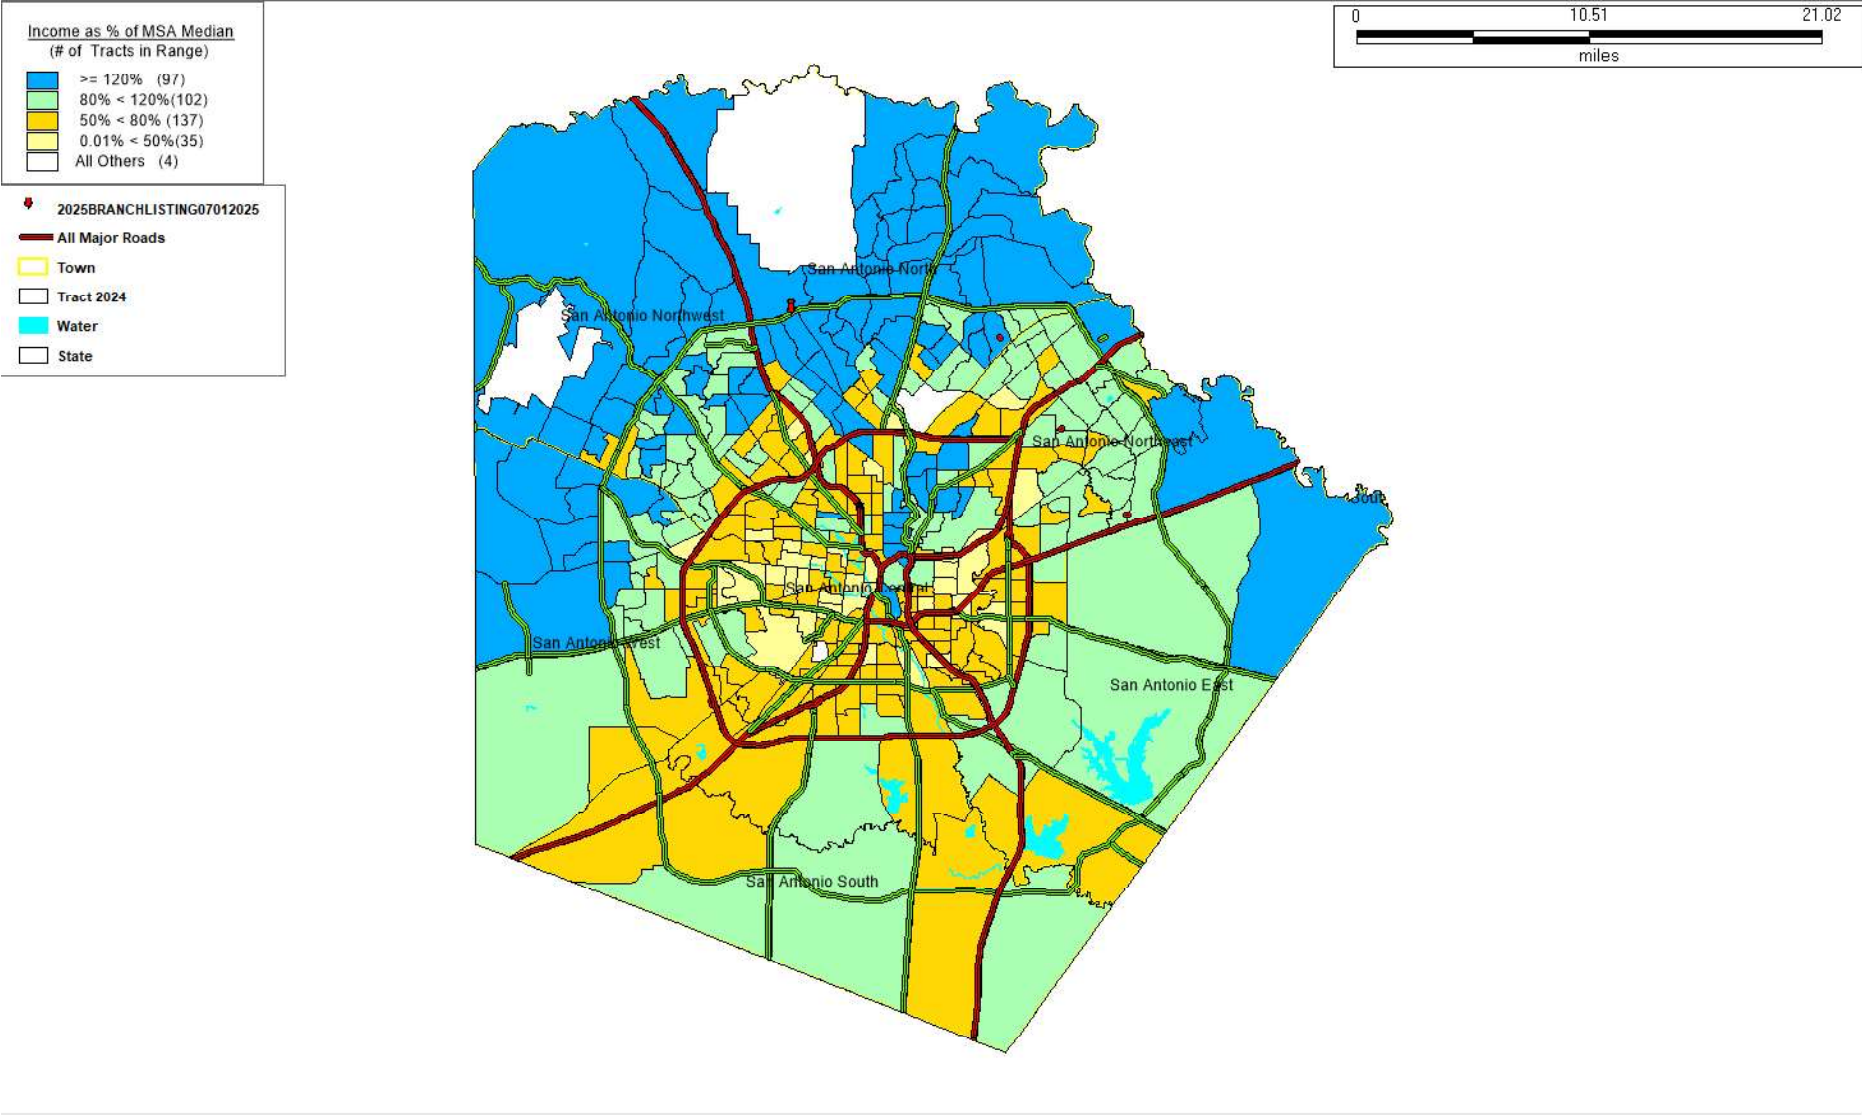 Income as % of MSA Median
(# of Tracts in Range)
>= 120% (97)
80% < 120%(102)
50% < 80% (137)
0.01% < 50%(35)
All Others (4)
2025BRANCHLISTING07012025
All Major Roads
Town
Tract 2024
Water
State
0 10.51 21.02
miles
San Antonio North
San Antonio Northwest
San Antonio Northeast
San Antonio Central
San Antonio West
San Antonio East
San Antonio South